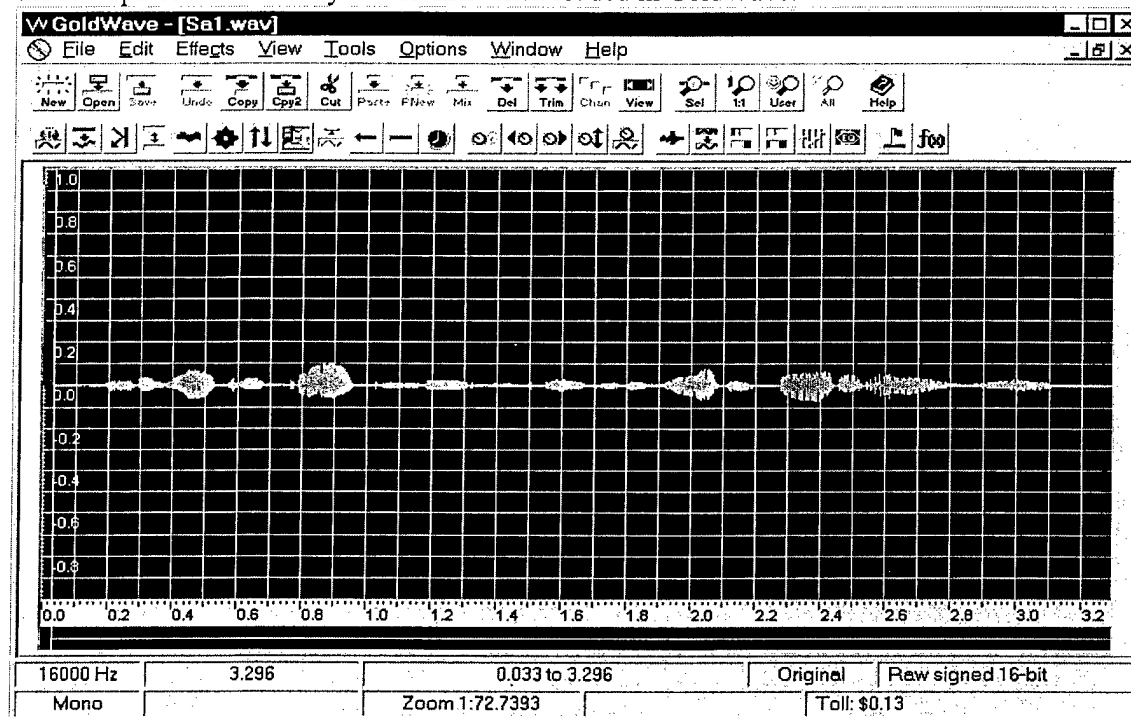 GoldWave - [Sa1.wav]
File Edit Effects View Tools Options Window Help
New Open Save Undo Copy Cpy2 Cut Paste PNew Mix Del Trim Chan View Sel 1:1 User All Help
f(x)
1.0
0.8
0.6
0.4
0.2
0.0
-0.2
-0.4
-0.6
-0.8
0.0 0.2 0.4 0.6 0.8 1.0 1.2 1.4 1.6 1.8 2.0 2.2 2.4 2.6 2.8 3.0 3.2
16000 Hz 3.296 0.033 to 3.296 Original Raw signed 16-bit
Mono Zoom 1:72.7393 Toll: $0.13